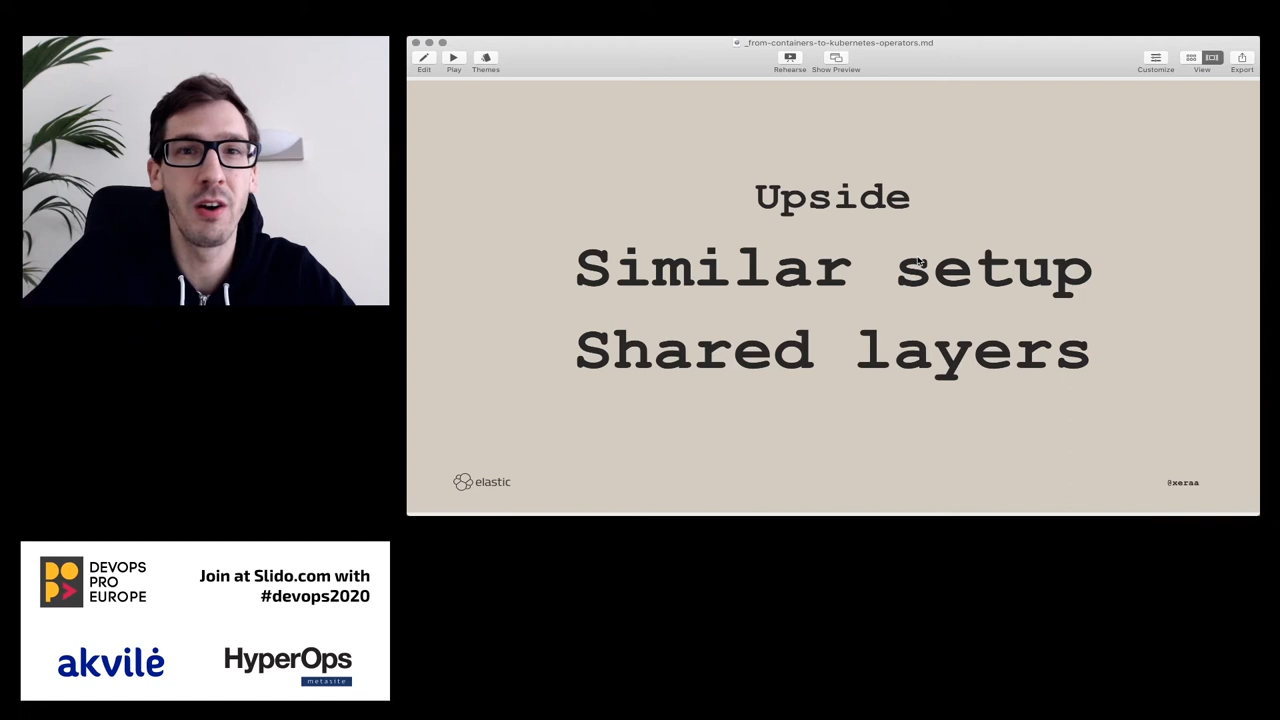 _from-containers-to-kubernetes-operators.md
Edit
Play
Themes
Rehearse
Show Preview
Customize
View
Export
Upside
Similar setup
Shared layers
elastic
@xeraa
DEVOPS
PRO
EUROPE
Join at Slido.com with
#devops2020
akvilė
HyperOps
metasite